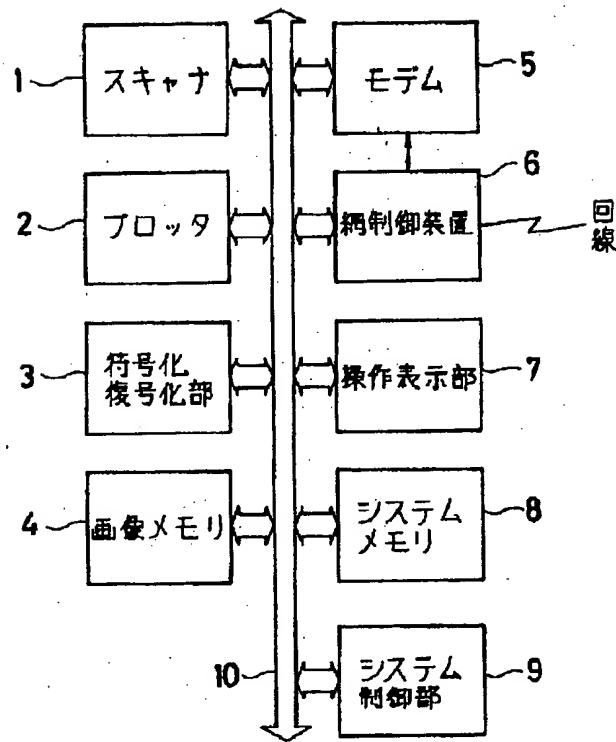 1
スキャナ
5
モデム
2
プロッタ
6
網制御装置
回
線
3
符号化
復号化部
7
操作表示部
4
画像メモリ
8
システム
メモリ
10
9
システム
制御部